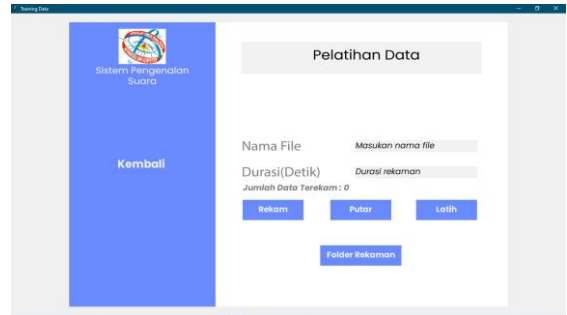 Training Data
Sistem Pengenalan
Suara
Kembali
Pelatihan Data
Nama File
Masukan nama file
Durasi(Detik)
Durasi rekaman
Jumlah Data Terekam : 0
Rekam
Putar
Latih
Folder Rekaman